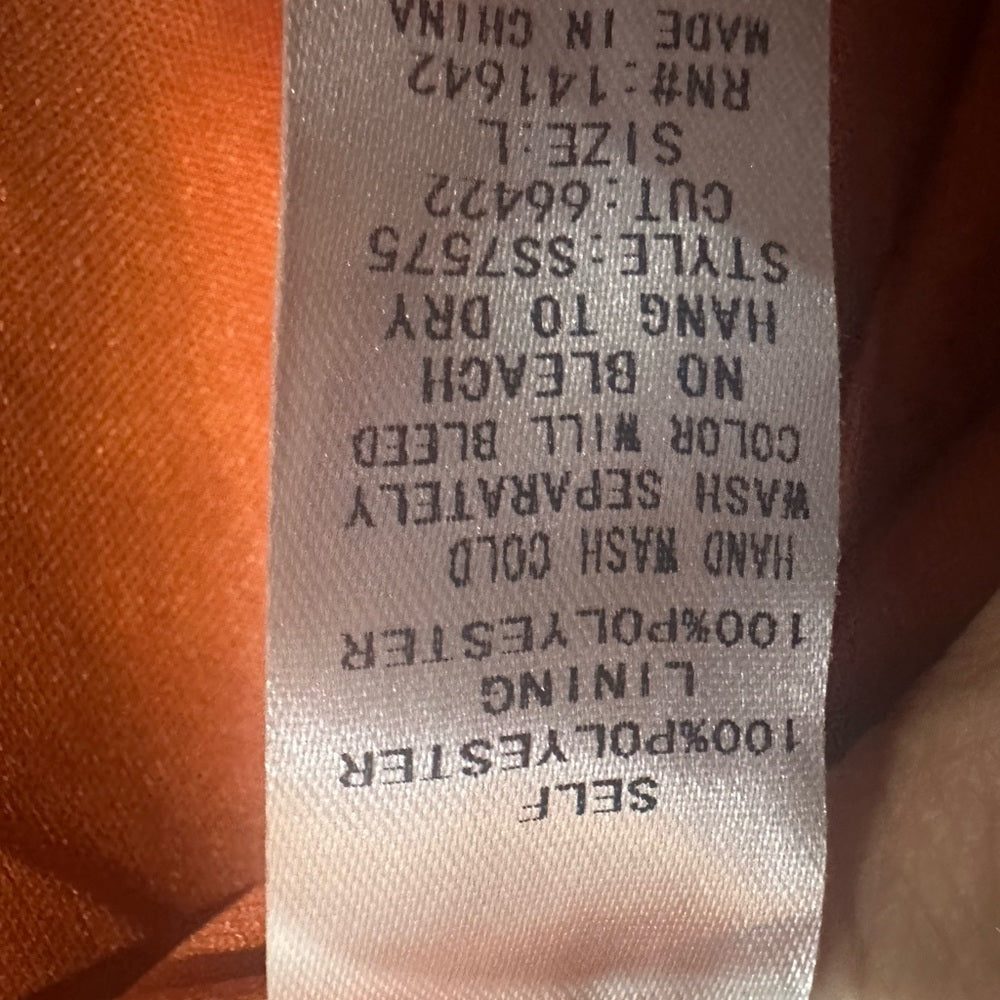 SELF
100%POLYESTER
LINING
100%POLYESTER
HAND WASH COLD
WASH SEPARATELY
COLOR WILL BLEED
NO BLEACH
HANG TO DRY
STYLE:SS7575
CUT:66422
SIZE:L
RN#:141642
MADE IN CHINA